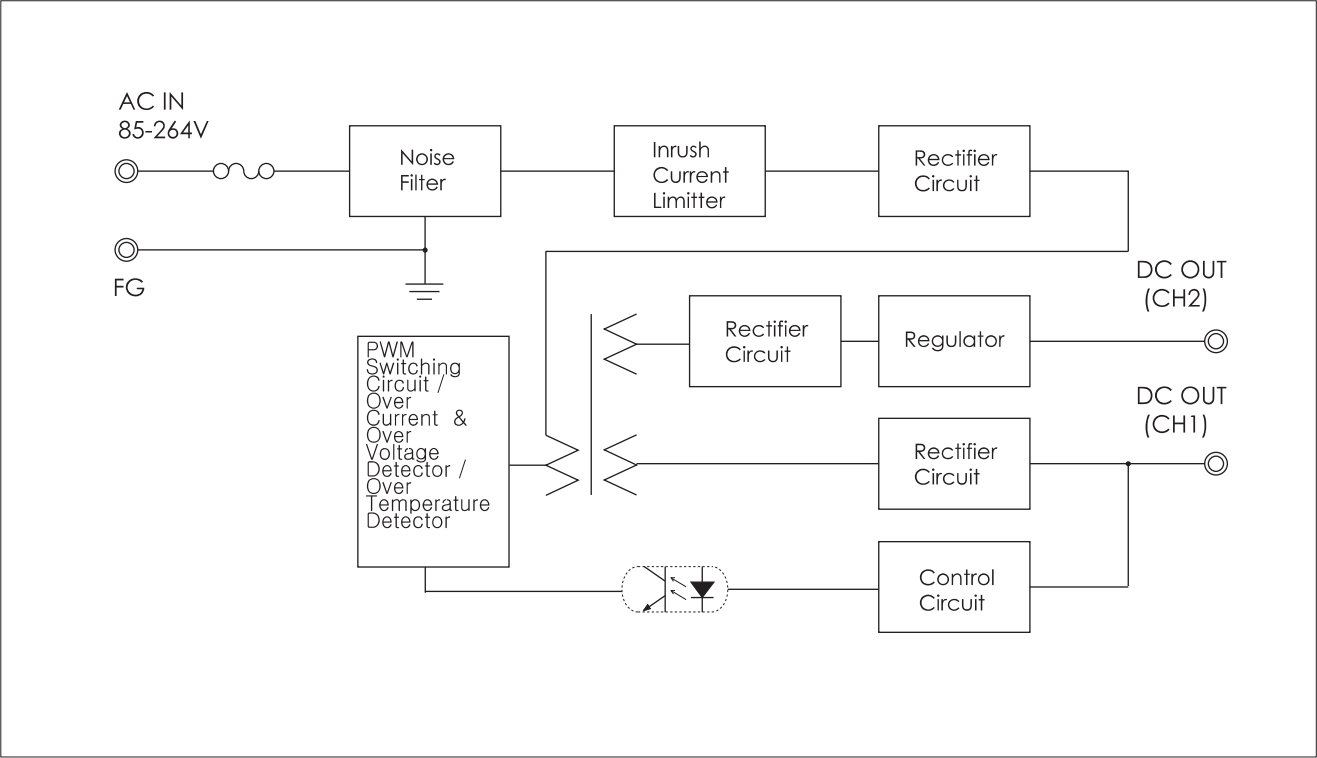 AC IN
85-264V
Noise
Filter
Inrush
Current
Limitter
Rectifier
Circuit
FG
DC OUT
(CH2)
Rectifier
Circuit
Regulator
PWM
Switching
Circuit /
Over
Current &
Over
Voltage
Detector /
Over
Temperature
Detector
DC OUT
(CH1)
Rectifier
Circuit
Control
Circuit